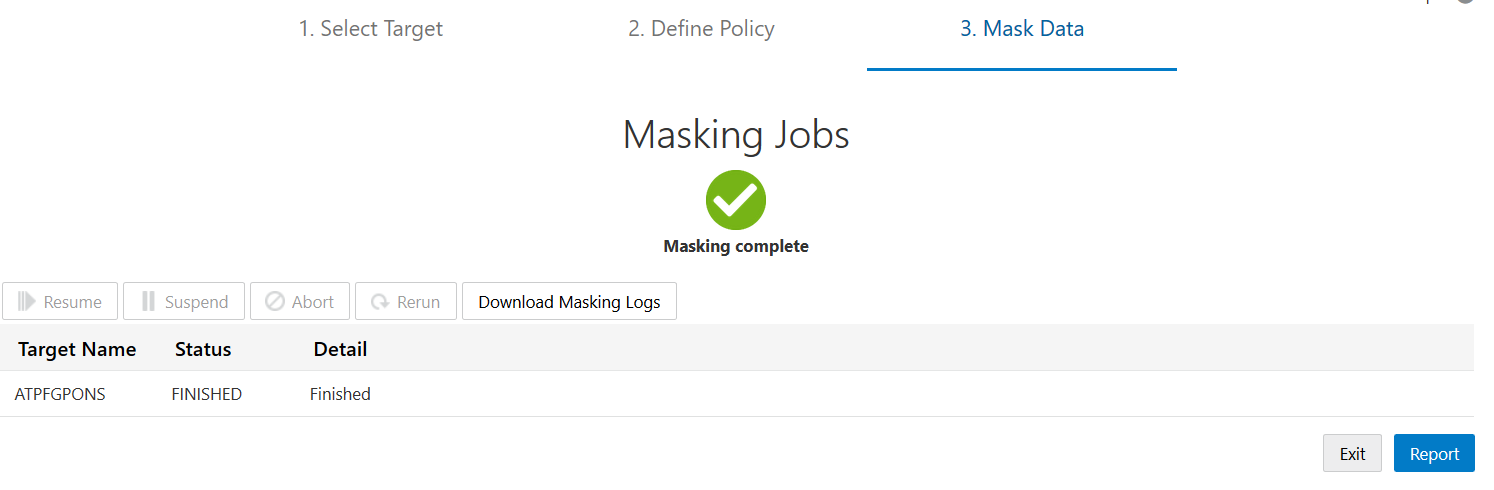 1. Select Target 2. Define Policy 3. Mask Data
Masking Jobs
Masking complete
Resume Suspend Abort Rerun Download Masking Logs
Target Name Status Detail
ATPFGPONS FINISHED Finished
Exit Report